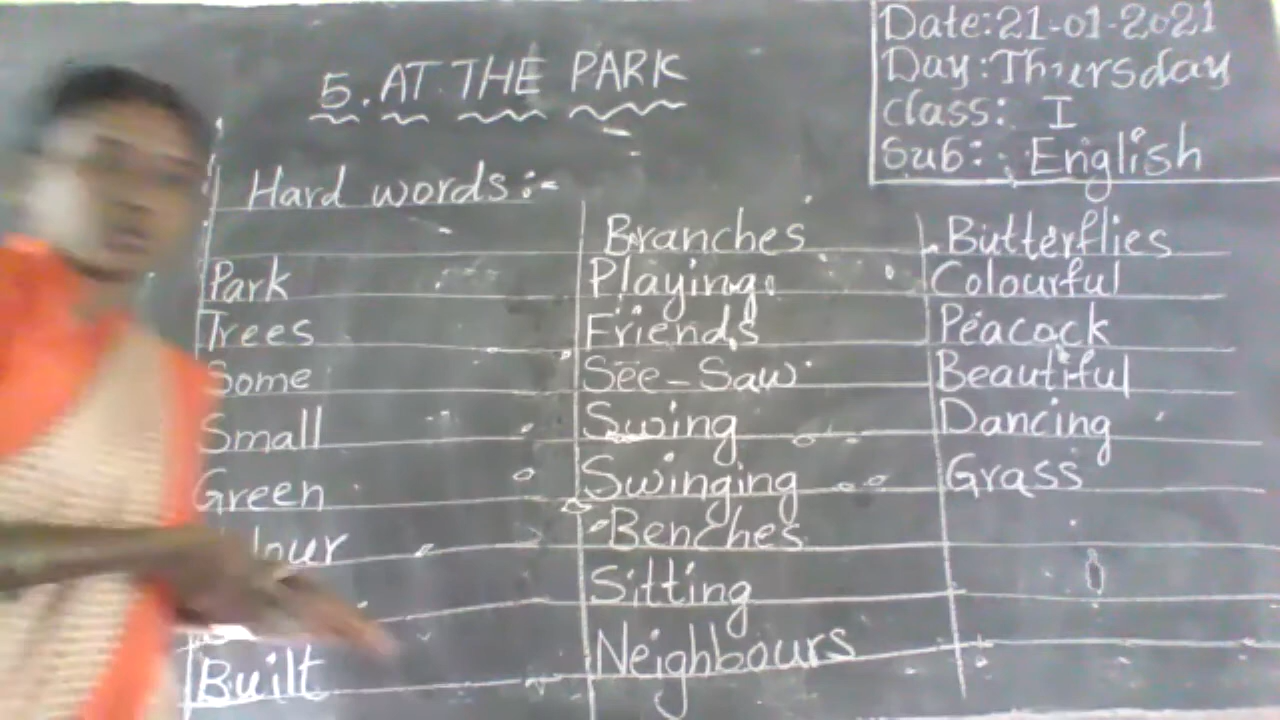 5. AT THE PARK
Date:21-01-2021
Day:Thursday
class: I
Sub: English
Hard words:-
Park
Trees
Some
Small
Green
Built
Branches
Playing
Friends
See-Saw
Swing
Swinging
Benches
Sitting
Neighbours
Butterflies
Colourful
Peacock
Beautiful
Dancing
Grass